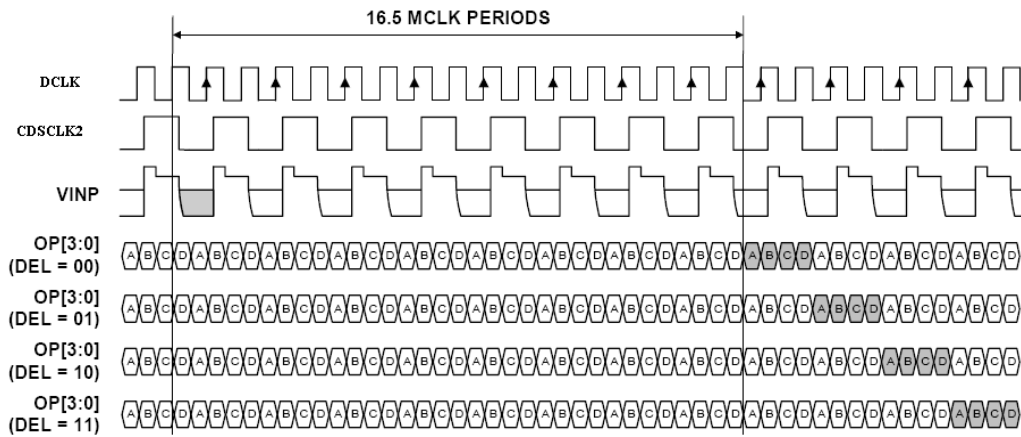 16.5 MCLK PERIODS
DCLK
CDSCLK2
VINP
OP[3:0]
(DEL = 00)
A B C D A B C D A B C D A B C D A B C D A B C D A B C D A B C D A B C D A B C D A B C D A B C D A B C D
OP[3:0]
(DEL = 01)
A B C D A B C D A B C D A B C D A B C D A B C D A B C D A B C D A B C D A B C D A B C D A B C D A B C D
OP[3:0]
(DEL = 10)
A B C D A B C D A B C D A B C D A B C D A B C D A B C D A B C D A B C D A B C D A B C D A B C D A B C D
OP[3:0]
(DEL = 11)
A B C D A B C D A B C D A B C D A B C D A B C D A B C D A B C D A B C D A B C D A B C D A B C D A B C D